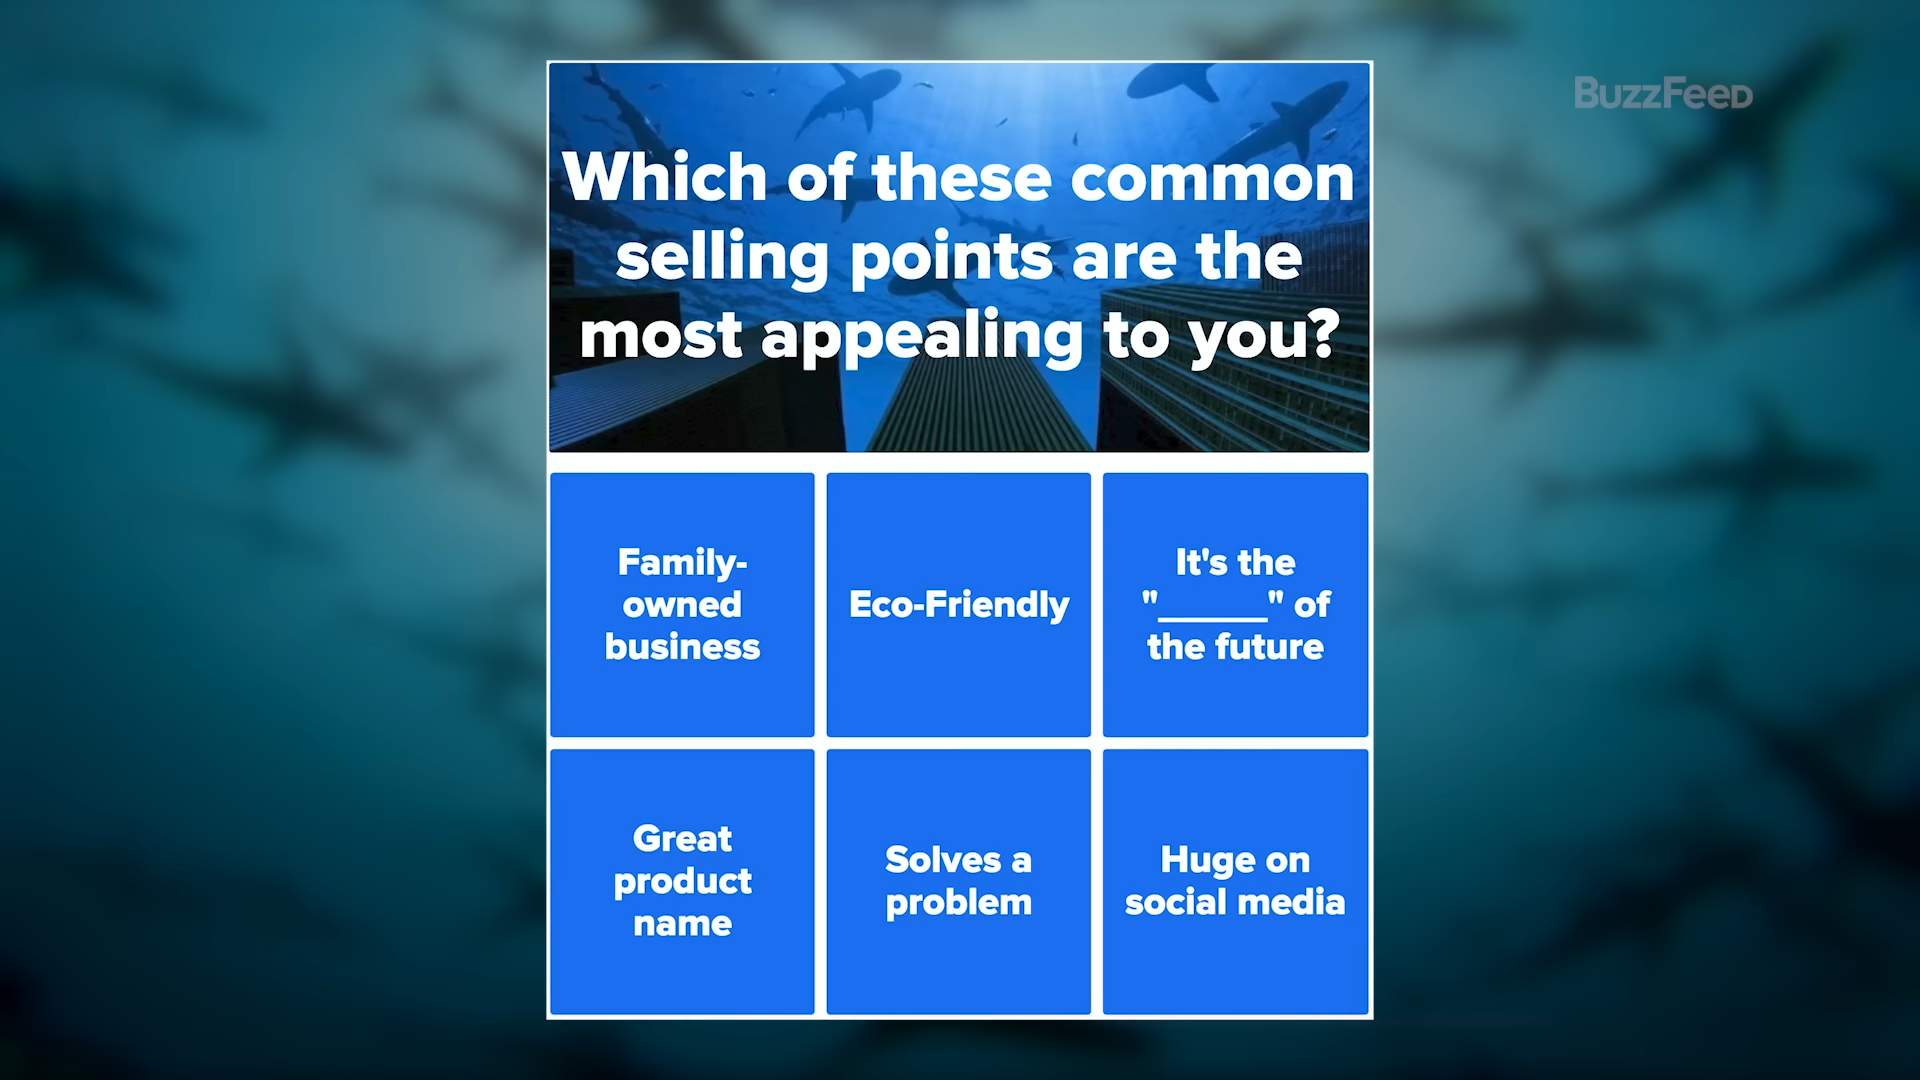 BuzzFeed
Which of these common
selling points are the
most appealing to you?
Family-
owned
business
Eco-Friendly
It's the
"______" of
the future
Great
product
name
Solves a
problem
Huge on
social media